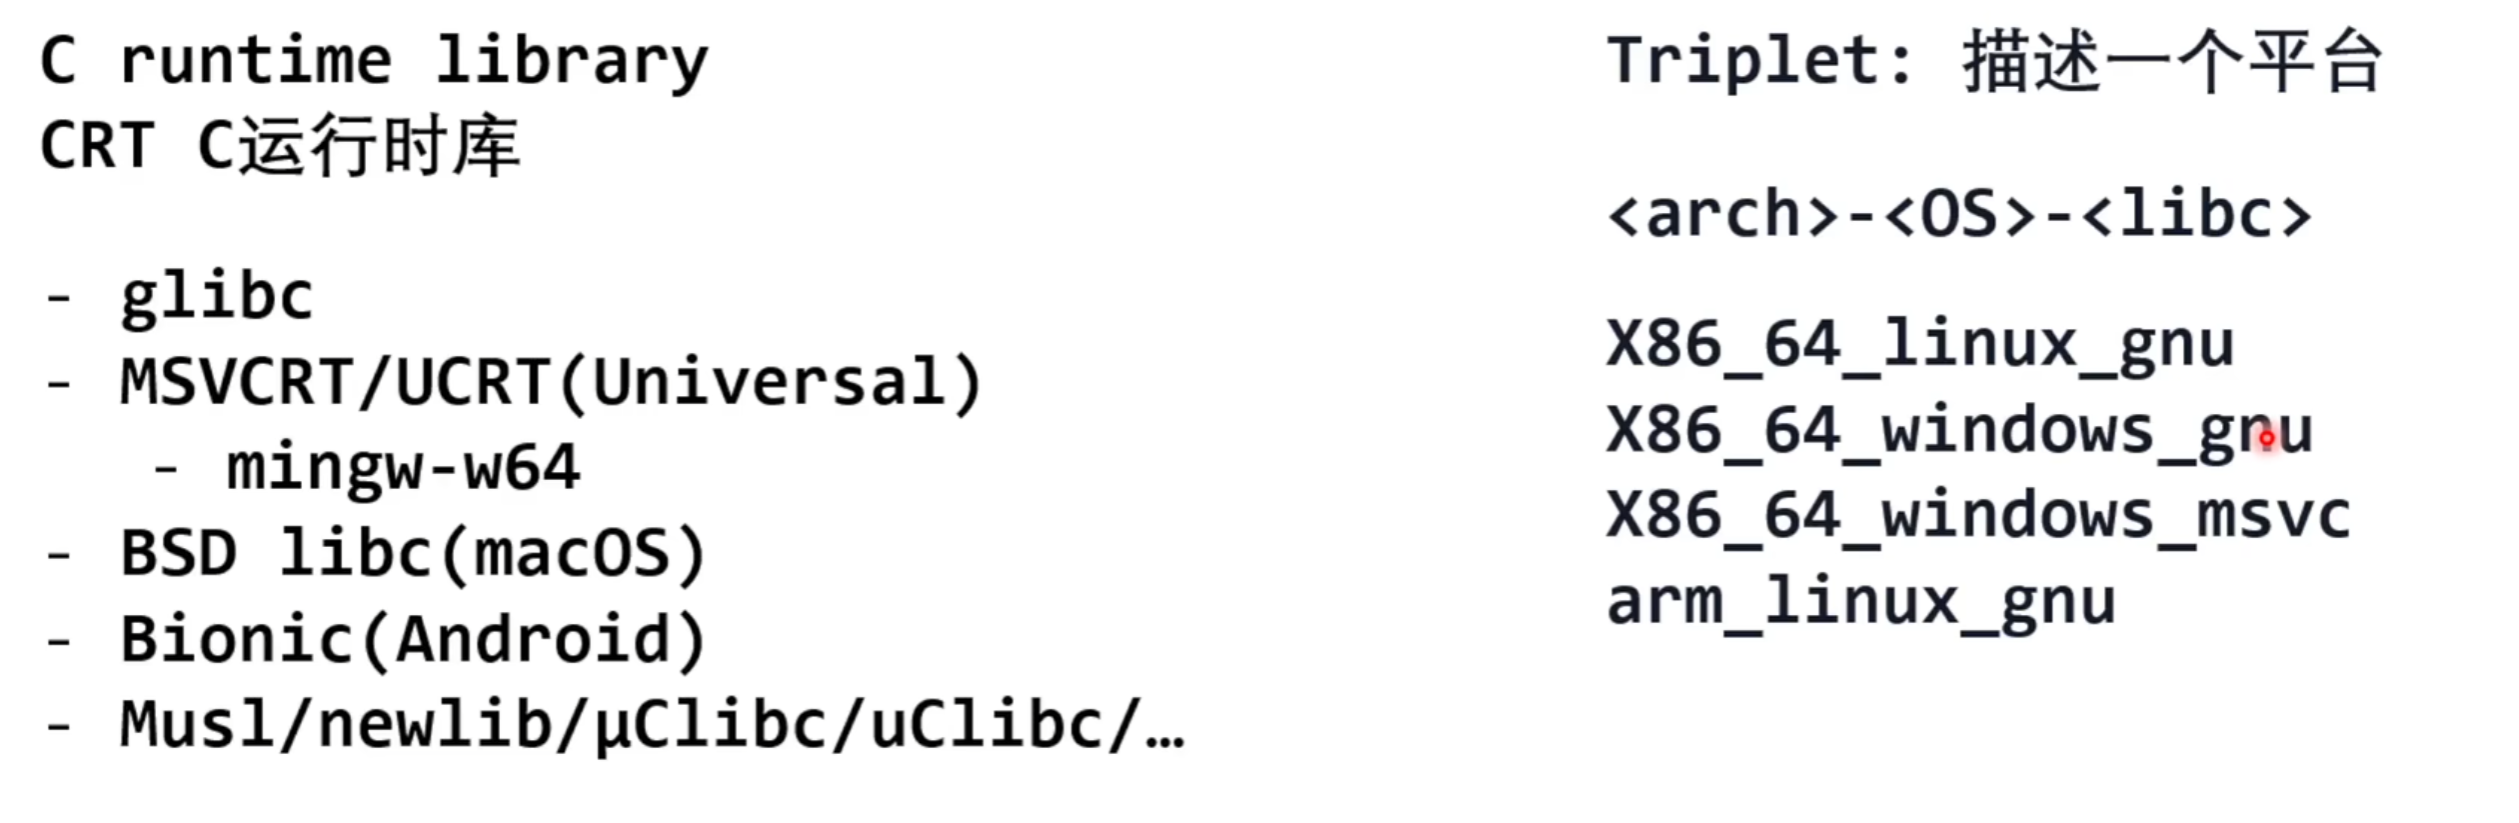 C runtime library
CRT C运行时库
- glibc
- MSVCRT/UCRT(Universal)
- mingw-w64
- BSD libc(macOS)
- Bionic(Android)
- Musl/newlib/µClibc/uClibc/…
Triplet: 描述一个平台
<arch>-<OS>-<libc>
X86_64_linux_gnu
X86_64_windows_gnu
X86_64_windows_msvc
arm_linux_gnu